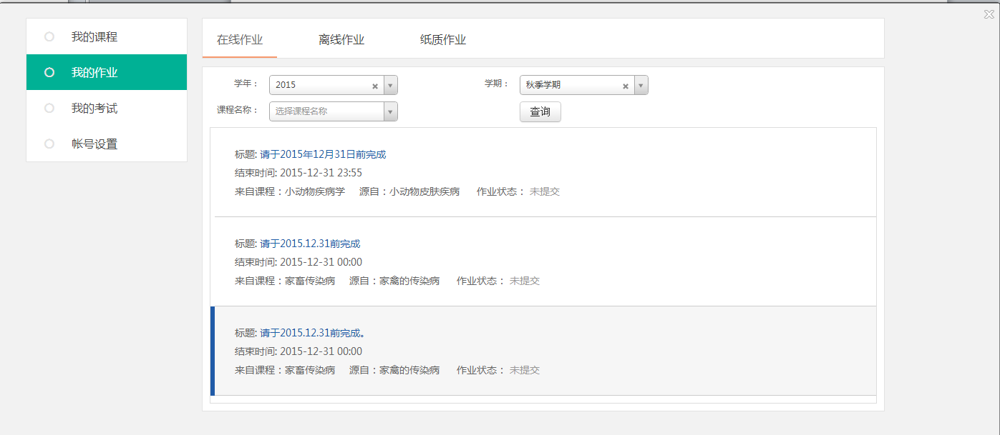 我的课程
我的作业
我的考试
帐号设置
在线作业 离线作业 纸质作业
学年： 2015 学期： 秋季学期
课程名称： 选择课程名称 查询
标题: 请于2015年12月31日前完成
结束时间: 2015-12-31 23:55
来自课程：小动物疾病学 源自：小动物皮肤疾病 作业状态： 未提交
标题: 请于2015.12.31前完成
结束时间: 2015-12-31 00:00
来自课程：家畜传染病 源自：家禽的传染病 作业状态： 未提交
标题: 请于2015.12.31前完成。
结束时间: 2015-12-31 00:00
来自课程：家畜传染病 源自：家禽的传染病 作业状态： 未提交